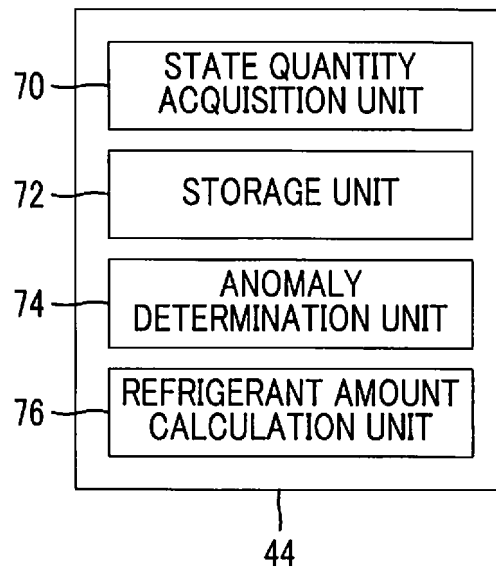 70
STATE QUANTITY
ACQUISITION UNIT
72
STORAGE UNIT
74
ANOMALY
DETERMINATION UNIT
76
REFRIGERANT AMOUNT
CALCULATION UNIT
44